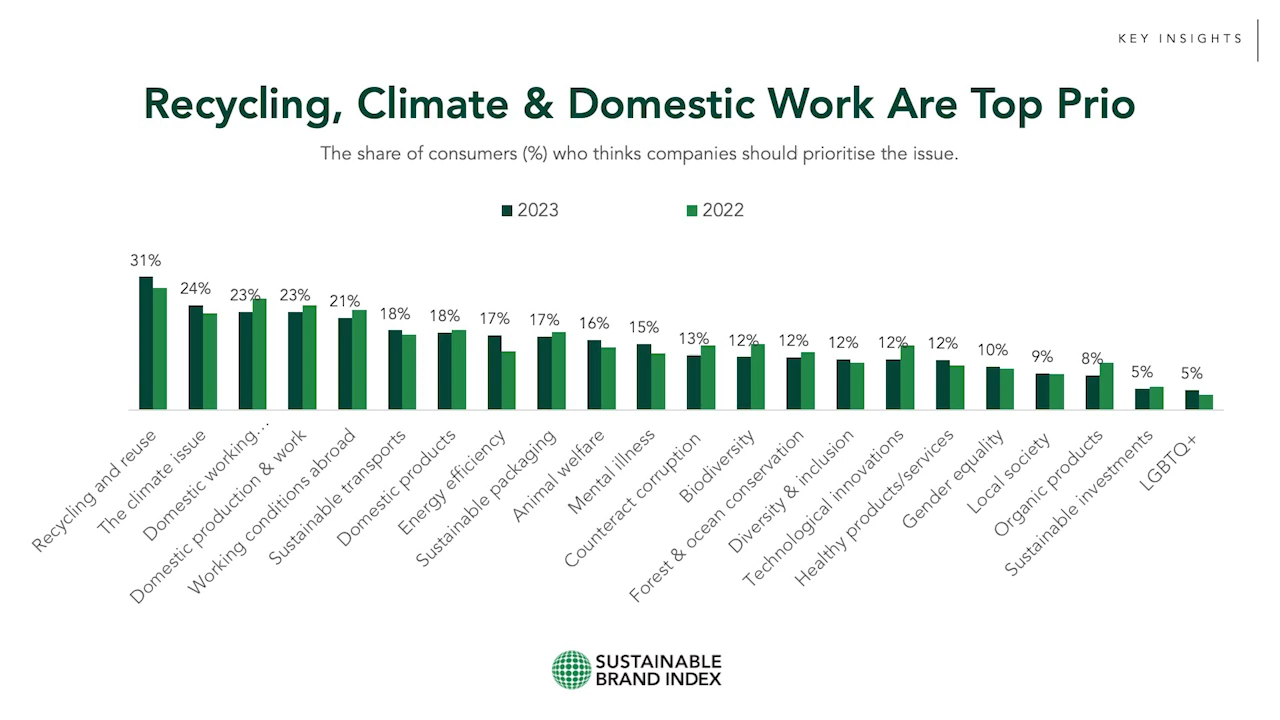 KEY INSIGHTS
Recycling, Climate & Domestic Work Are Top Prio
The share of consumers (%) who thinks companies should prioritise the issue.
2023
2022
31%
24%
23%
23%
21%
18%
18%
17%
17%
16%
15%
13%
12%
12%
12%
12%
12%
10%
9%
8%
5%
5%
Recycling and reuse
The climate issue
Domestic working…
Domestic production & work
Working conditions abroad
Sustainable transports
Domestic products
Energy efficiency
Sustainable packaging
Animal welfare
Mental illness
Counteract corruption
Biodiversity
Forest & ocean conservation
Diversity & inclusion
Technological innovations
Healthy products/services
Gender equality
Local society
Organic products
Sustainable investments
LGBTQ+
SUSTAINABLE
BRAND INDEX